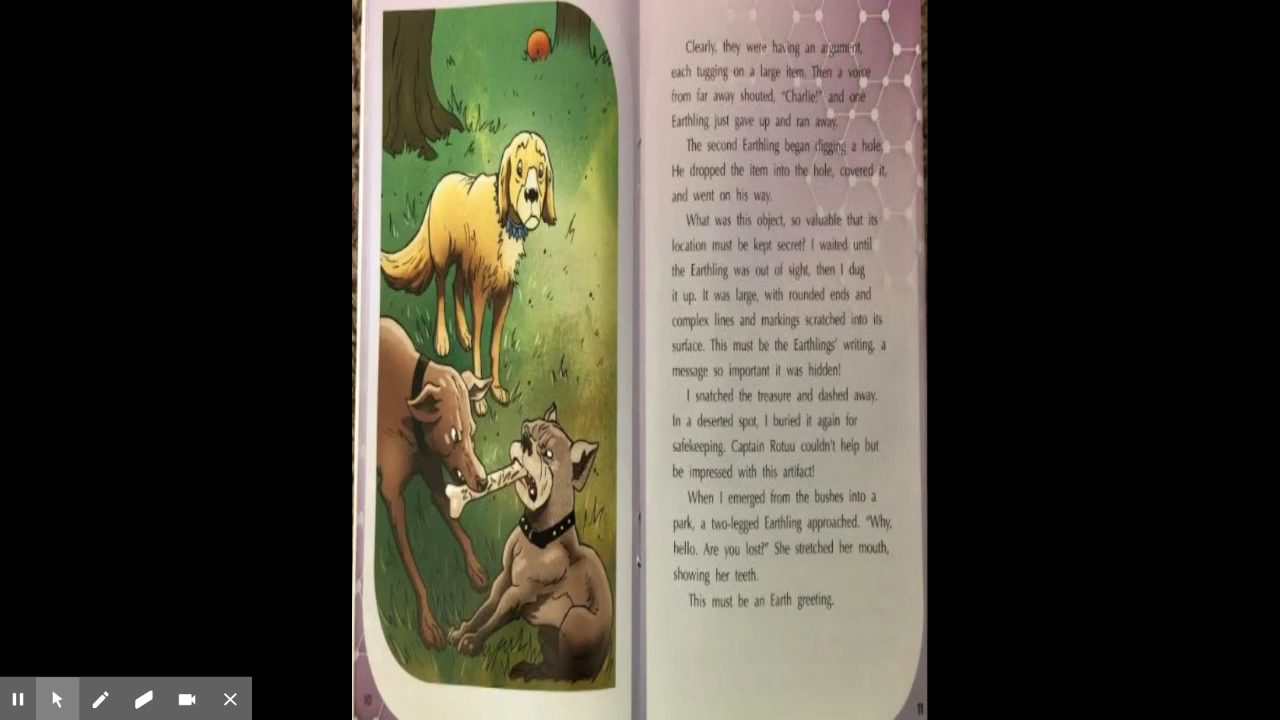 Clearly, they were having an argument,
each tugging on a large item. Then a voice
from far away shouted, "Charlie!" and one
Earthling just gave up and ran away.
The second Earthling began digging a hole.
He dropped the item into the hole, covered it,
and went on his way.
What was this object, so valuable that its
location must be kept secret? I waited until
the Earthling was out of sight, then I dug
it up. It was large, with rounded ends and
complex lines and markings scratched into its
surface. This must be the Earthlings' writing, a
message so important it was hidden!
I snatched the treasure and dashed away.
In a deserted spot, I buried it again for
safekeeping. Captain Rotuu couldn't help but
be impressed with this artifact!
When I emerged from the bushes into a
park, a two-legged Earthling approached. "Why,
hello. Are you lost?" She stretched her mouth,
showing her teeth.
This must be an Earth greeting.
10
11